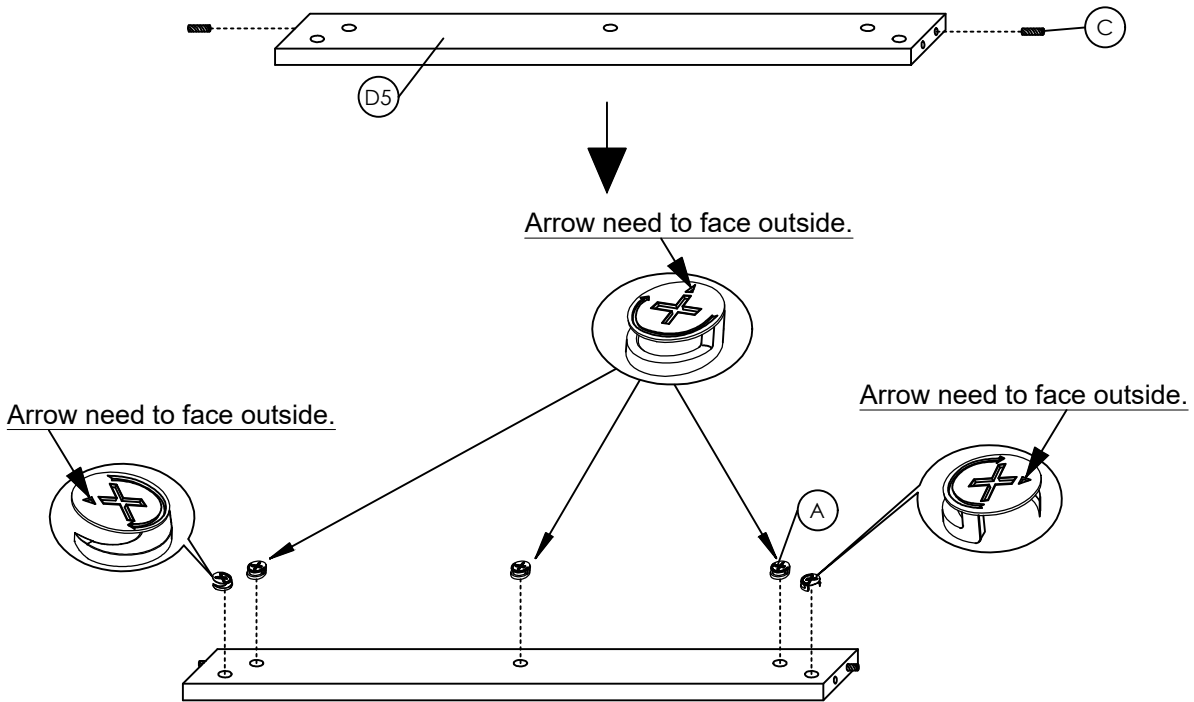 C
D5
Arrow need to face outside.
Arrow need to face outside.
Arrow need to face outside.
A